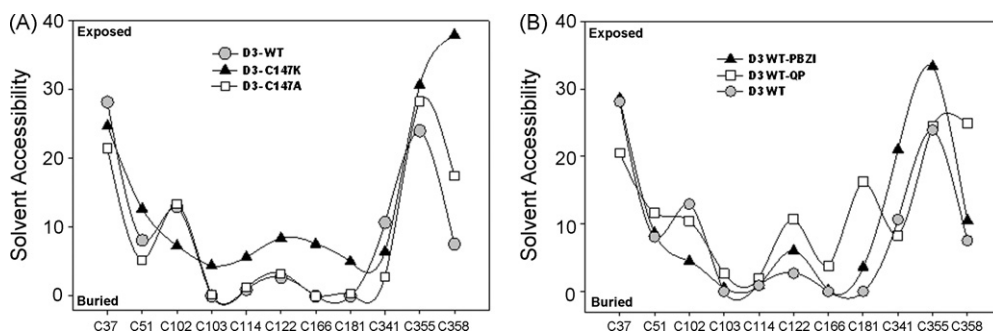 (A)
Solvent Accessibility
40
30
20
10
0
Exposed
D3-WT
D3-C147K
D3-C147A
Buried
C37 C51 C102 C103 C114 C122 C166 C181 C341 C355 C358
(B)
Solvent Accessibility
40
30
20
10
0
Exposed
D3 WT-PBZI
D3 WT-QP
D3 WT
Buried
C37 C51 C102 C103 C114 C122 C166 C181 C341 C355 C358